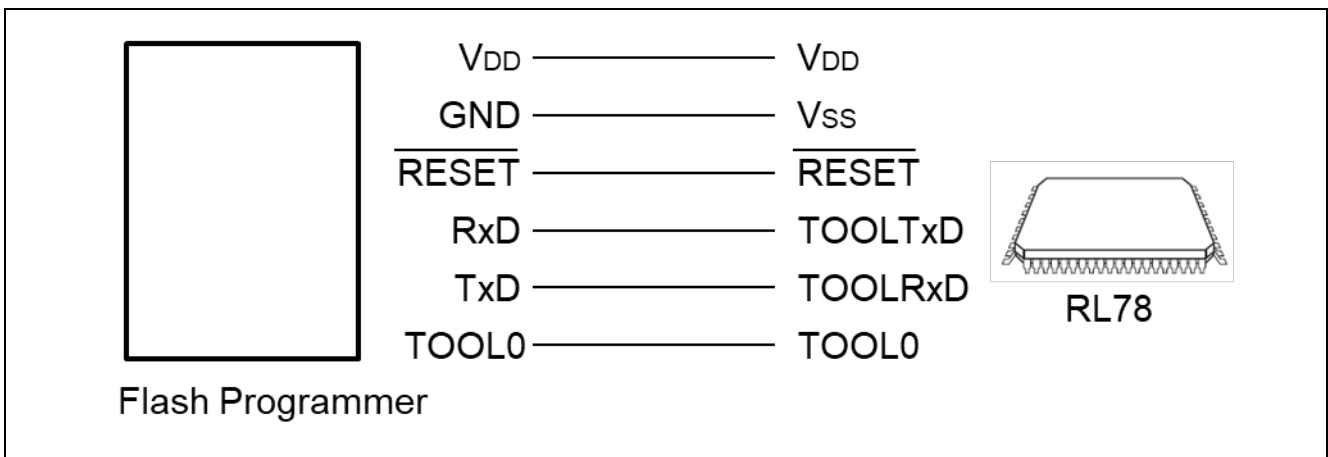 VDD VDD
GND VSS
RESET RESET
RxD TOOLTxD
TxD TOOLRxD
RL78
TOOL0 TOOL0
Flash Programmer